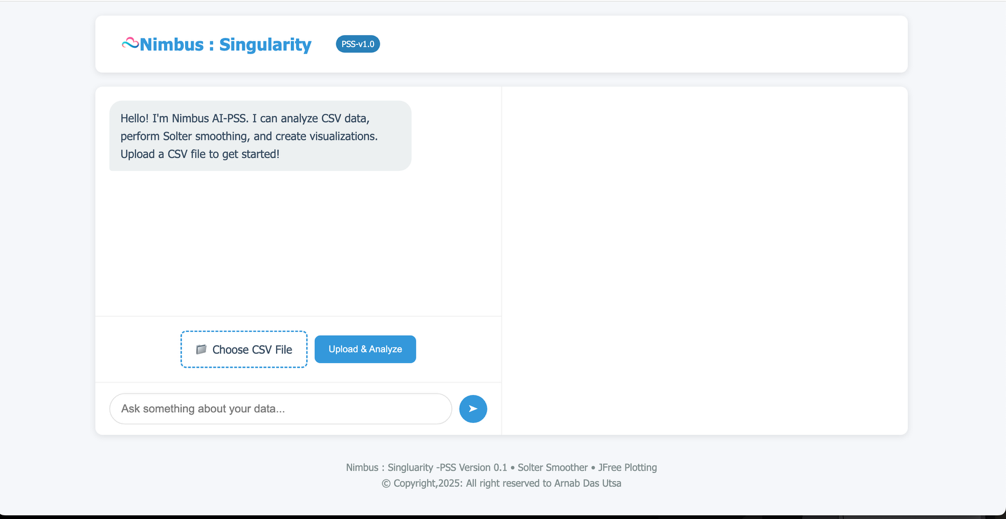 Nimbus : Singularity
PSS-v1.0
Hello! I'm Nimbus AI-PSS. I can analyze CSV data,
perform Solter smoothing, and create visualizations.
Upload a CSV file to get started!
Choose CSV File
Upload & Analyze
Ask something about your data...
Nimbus : Singluarity -PSS Version 0.1 • Solter Smoother • JFree Plotting
© Copyright,2025: All right reserved to Arnab Das Utsa